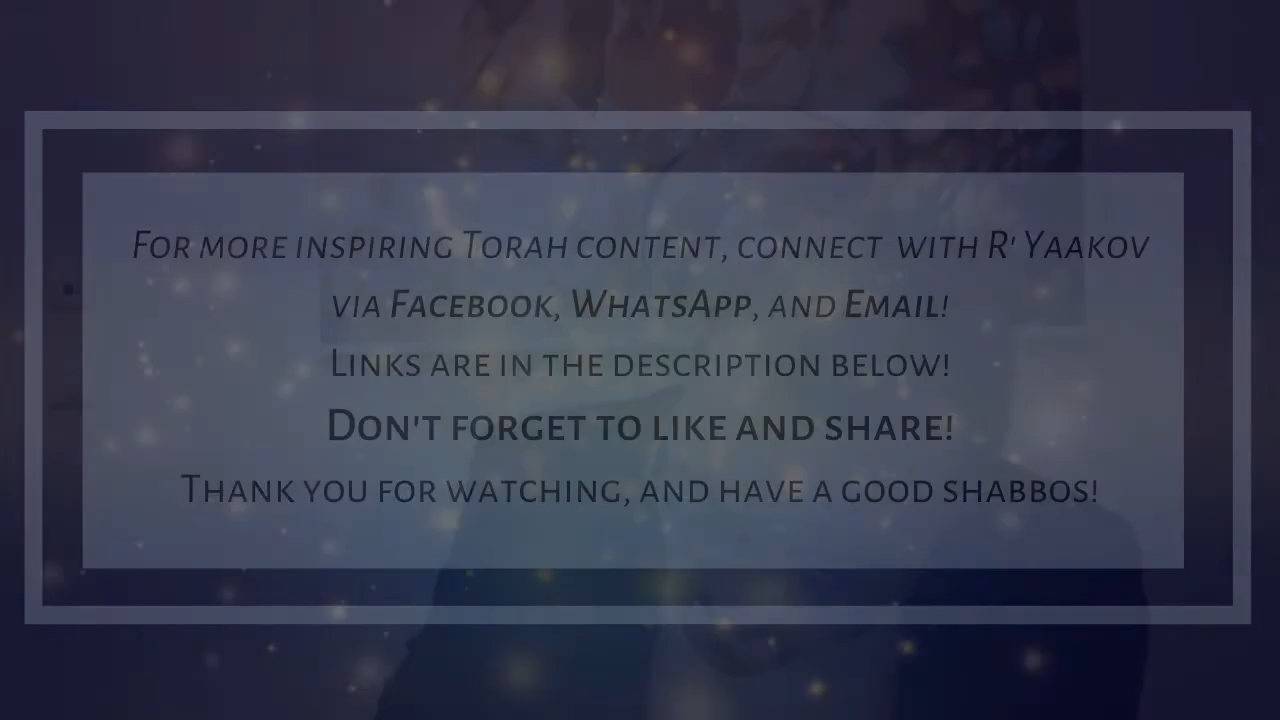 For more inspiring Torah content, connect with R' Yaakov
via Facebook, WhatsApp, and Email!
Links are in the description below!
Don't forget to like and share!
Thank you for watching, and have a good shabbos!